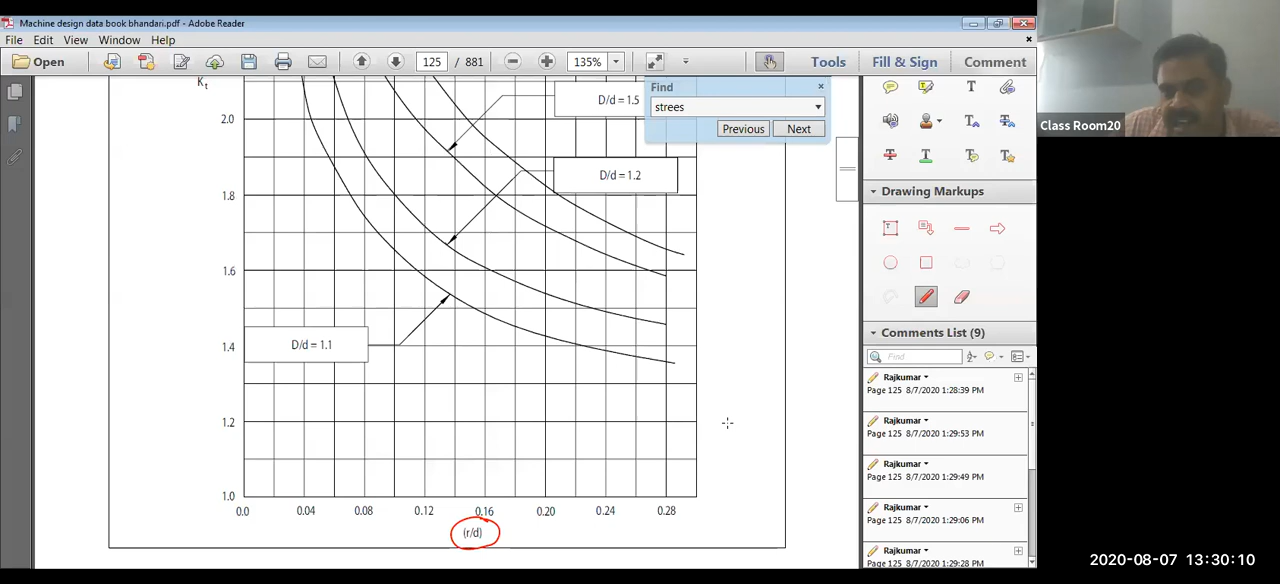 Machine design data book bhandari.pdf - Adobe Reader
File Edit View Window Help
Open 125 / 881 135% Tools Fill & Sign Comment
Find
strees
Previous Next
Class Room20
Kt
2.0
1.8
1.6
1.4
1.2
1.0
D/d = 1.5
D/d = 1.2
D/d = 1.1
0.0 0.04 0.08 0.12 0.16 0.20 0.24 0.28
(r/d)
Drawing Markups
Comments List (9)
Find
Rajkumar
Page 125 8/7/2020 1:28:39 PM
Rajkumar
Page 125 8/7/2020 1:29:53 PM
Rajkumar
Page 125 8/7/2020 1:29:49 PM
Rajkumar
Page 125 8/7/2020 1:29:06 PM
Rajkumar
Page 125 8/7/2020 1:29:28 PM
2020-08-07 13:30:10